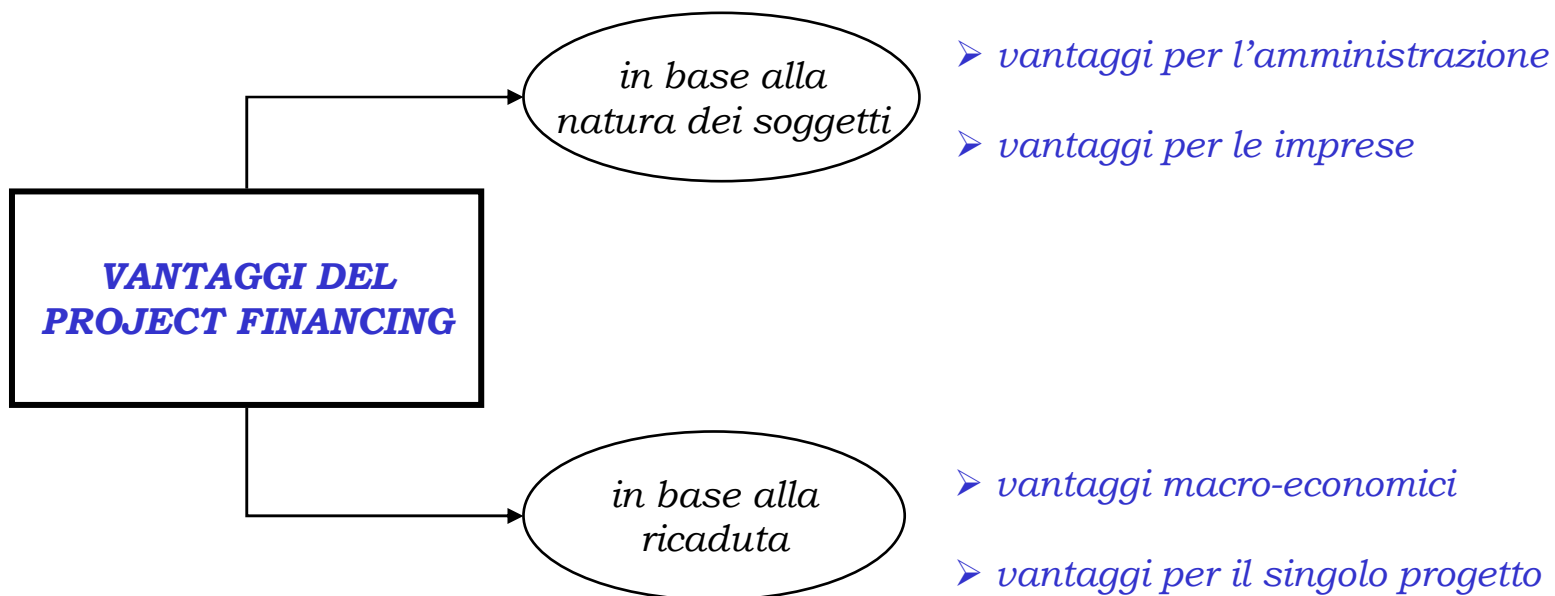 in base alla
natura dei soggetti
➢ vantaggi per l’amministrazione
➢ vantaggi per le imprese
VANTAGGI DEL
PROJECT FINANCING
in base alla
ricaduta
➢ vantaggi macro-economici
➢ vantaggi per il singolo progetto